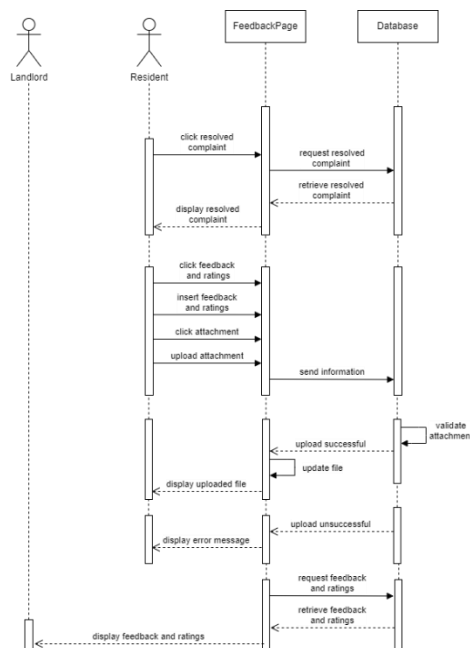 FeedbackPage
Database
Landlord
Resident
click resolved
complaint
request resolved
complaint
retrieve resolved
complaint
display resolved
complaint
click feedback
and ratings
insert feedback
and ratings
click attachment
upload attachment
send information
validate
attachmen
upload successful
update file
display uploaded file
upload unsuccessful
display error message
request feedback
and ratings
retrieve feedback
and ratings
display feedback and ratings